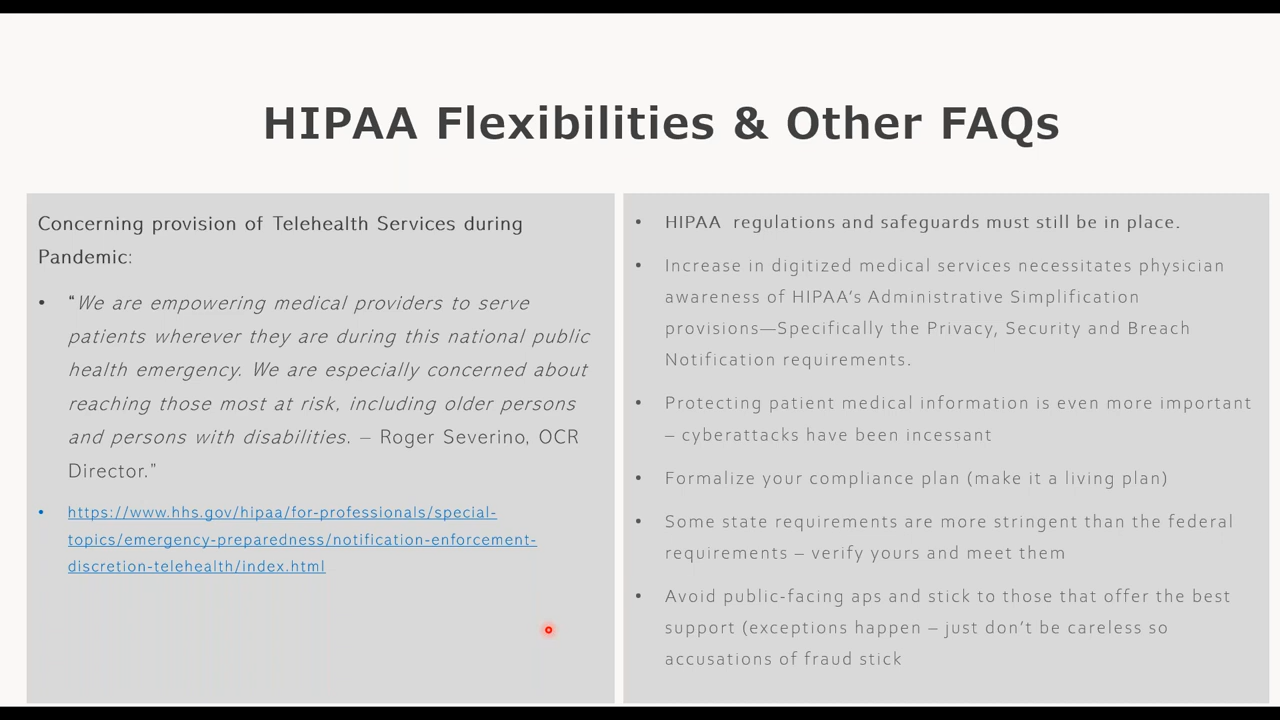 HIPAA Flexibilities & Other FAQs
Concerning provision of Telehealth Services during
Pandemic:
• “We are empowering medical providers to serve
patients wherever they are during this national public
health emergency. We are especially concerned about
reaching those most at risk, including older persons
and persons with disabilities. – Roger Severino, OCR
Director.”
• https://www.hhs.gov/hipaa/for-professionals/special-
topics/emergency-preparedness/notification-enforcement-
discretion-telehealth/index.html
• HIPAA regulations and safeguards must still be in place.
• Increase in digitized medical services necessitates physician
awareness of HIPAA’s Administrative Simplification
provisions—Specifically the Privacy, Security and Breach
Notification requirements.
• Protecting patient medical information is even more important
– cyberattacks have been incessant
• Formalize your compliance plan (make it a living plan)
• Some state requirements are more stringent than the federal
requirements – verify yours and meet them
• Avoid public-facing aps and stick to those that offer the best
support (exceptions happen – just don’t be careless so
accusations of fraud stick